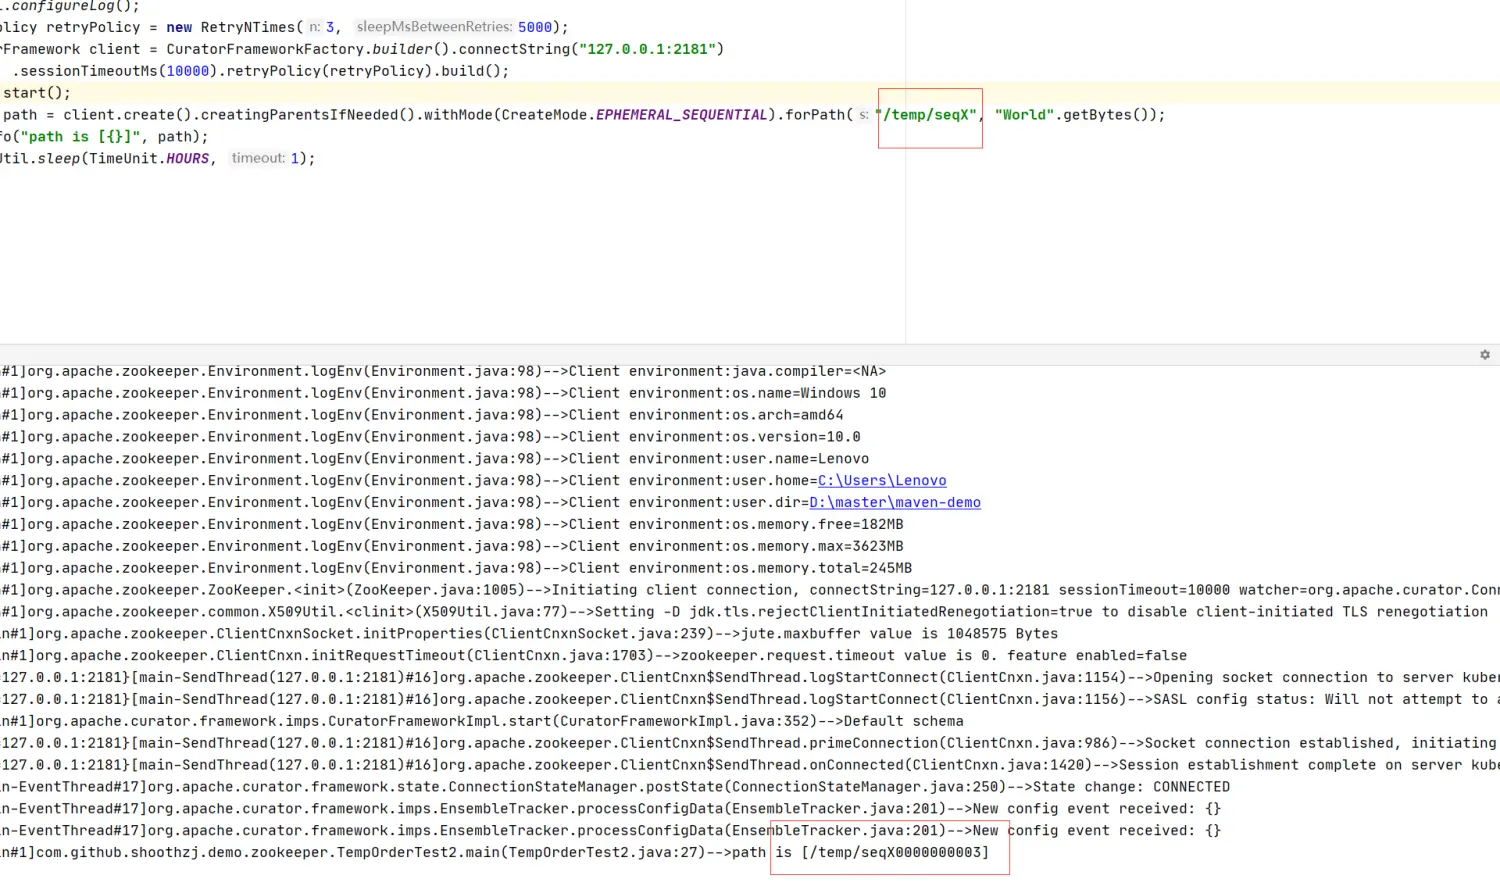 .configureLog();
olicy retryPolicy = new RetryNTimes( n: 3, sleepMsBetweenRetries: 5000);
rFramework client = CuratorFrameworkFactory.builder().connectString("127.0.0.1:2181")
.sessionTimeoutMs(10000).retryPolicy(retryPolicy).build();
start();
path = client.create().creatingParentsIfNeeded().withMode(CreateMode.EPHEMERAL_SEQUENTIAL).forPath( s: "/temp/seqX", "World".getBytes());
fo("path is [{}]", path);
Util.sleep(TimeUnit.HOURS, timeout: 1);
#1]org.apache.zookeeper.Environment.logEnv(Environment.java:98)-->Client environment:java.compiler=<NA>
#1]org.apache.zookeeper.Environment.logEnv(Environment.java:98)-->Client environment:os.name=Windows 10
#1]org.apache.zookeeper.Environment.logEnv(Environment.java:98)-->Client environment:os.arch=amd64
#1]org.apache.zookeeper.Environment.logEnv(Environment.java:98)-->Client environment:os.version=10.0
#1]org.apache.zookeeper.Environment.logEnv(Environment.java:98)-->Client environment:user.name=Lenovo
#1]org.apache.zookeeper.Environment.logEnv(Environment.java:98)-->Client environment:user.home=C:\Users\Lenovo
#1]org.apache.zookeeper.Environment.logEnv(Environment.java:98)-->Client environment:user.dir=D:\master\maven-demo
#1]org.apache.zookeeper.Environment.logEnv(Environment.java:98)-->Client environment:os.memory.free=182MB
#1]org.apache.zookeeper.Environment.logEnv(Environment.java:98)-->Client environment:os.memory.max=3623MB
#1]org.apache.zookeeper.Environment.logEnv(Environment.java:98)-->Client environment:os.memory.total=245MB
#1]org.apache.zookeeper.ZooKeeper.<init>(ZooKeeper.java:1005)-->Initiating client connection, connectString=127.0.0.1:2181 sessionTimeout=10000 watcher=org.apache.curator.Conn
#1]org.apache.zookeeper.common.X509Util.<clinit>(X509Util.java:77)-->Setting -D jdk.tls.rejectClientInitiatedRenegotiation=true to disable client-initiated TLS renegotiation
n#1]org.apache.zookeeper.ClientCnxnSocket.initProperties(ClientCnxnSocket.java:239)-->jute.maxbuffer value is 1048575 Bytes
n#1]org.apache.zookeeper.ClientCnxn.initRequestTimeout(ClientCnxn.java:1703)-->zookeeper.request.timeout value is 0. feature enabled=false
=127.0.0.1:2181}[main-SendThread(127.0.0.1:2181)#16]org.apache.zookeeper.ClientCnxn$SendThread.logStartConnect(ClientCnxn.java:1154)-->Opening socket connection to server kuber
=127.0.0.1:2181}[main-SendThread(127.0.0.1:2181)#16]org.apache.zookeeper.ClientCnxn$SendThread.logStartConnect(ClientCnxn.java:1156)-->SASL config status: Will not attempt to a
n#1]org.apache.curator.framework.imps.CuratorFrameworkImpl.start(CuratorFrameworkImpl.java:352)-->Default schema
=127.0.0.1:2181}[main-SendThread(127.0.0.1:2181)#16]org.apache.zookeeper.ClientCnxn$SendThread.primeConnection(ClientCnxn.java:986)-->Socket connection established, initiating
=127.0.0.1:2181}[main-SendThread(127.0.0.1:2181)#16]org.apache.zookeeper.ClientCnxn$SendThread.onConnected(ClientCnxn.java:1420)-->Session establishment complete on server kube
n-EventThread#17]org.apache.curator.framework.state.ConnectionStateManager.postState(ConnectionStateManager.java:250)-->State change: CONNECTED
n-EventThread#17]org.apache.curator.framework.imps.EnsembleTracker.processConfigData(EnsembleTracker.java:201)-->New config event received: {}
n-EventThread#17]org.apache.curator.framework.imps.EnsembleTracker.processConfigData(EnsembleTracker.java:201)-->New config event received: {}
n#1]com.github.shoothzj.demo.zookeeper.TempOrderTest2.main(TempOrderTest2.java:27)-->path is [/temp/seqX0000000003]